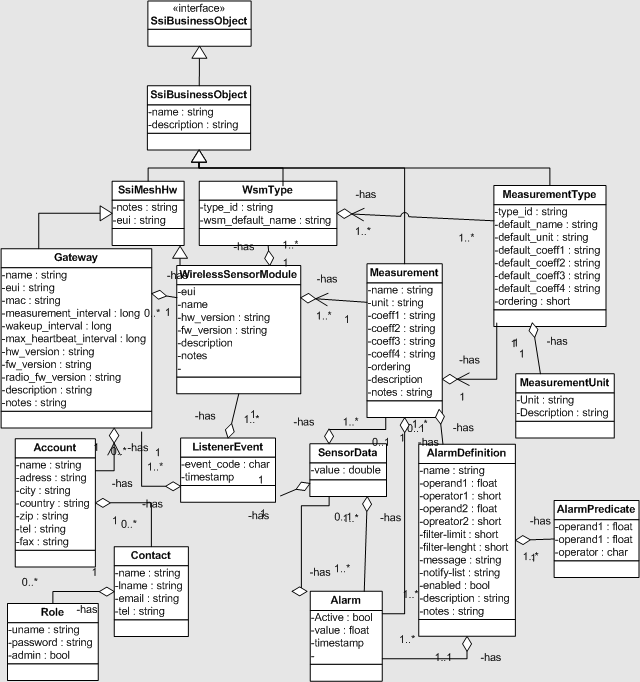 «interface»
SsiBusinessObject
SsiBusinessObject
-name : string
-description : string
SsiMeshHw
-notes : string
-eui : string
WsmType
-type_id : string
-wsm_default_name : string
MeasurementType
-type_id : string
-default_name : string
-default_unit : string
-default_coeff1 : string
-default_coeff2 : string
-default_coeff3 : string
-default_coeff4 : string
-ordering : short
-has
1..*
1..*
-has
1..*
1
Gateway
-name : string
-eui : string
-mac : string
-measurement_interval : long
-wakeup_interval : long
-max_heartbeat_interval : long
-hw_version : string
-fw_version : string
-radio_fw_version : string
-description : string
-notes : string
-has
0..*
1
WirelessSensorModule
-eui
-name
-hw_version : string
-fw_version : string
-description
-notes
-
-has
1..*
1
Measurement
-name : string
-unit : string
-coeff1 : string
-coeff2 : string
-coeff3 : string
-coeff4 : string
-ordering
-description
-notes : string
-has
1
1
1
-has
MeasurementUnit
-Unit : string
-Description : string
-has
1..*
-has
1..*
0..1
1
0..1..*
-has
Account
-name : string
-adress : string
-city : string
-country : string
-zip : string
-tel : string
-fax : string
1
0..*
-has
1..*
-has
1
0..*
ListenerEvent
-event_code : char
-timestamp
1
-has
1
SensorData
-value : double
0..1
1..*
-has
AlarmDefinition
-name : string
-operand1 : float
-operator1 : short
-operand2 : float
-opreator2 : short
-filter-limit : short
-filter-lenght : short
-message : string
-notify-list : string
-enabled : bool
-description : string
-notes : string
AlarmPredicate
-operand1 : float
-operand1 : float
-operator : char
-has
1..*
1
Contact
-name : string
-lname : string
-email : string
-tel : string
1
0..*
-has
Role
-uname : string
-password : string
-admin : bool
-has
1..*
Alarm
-Active : bool
-value : float
-timestamp
-
1..*
1..*
1..1
-has